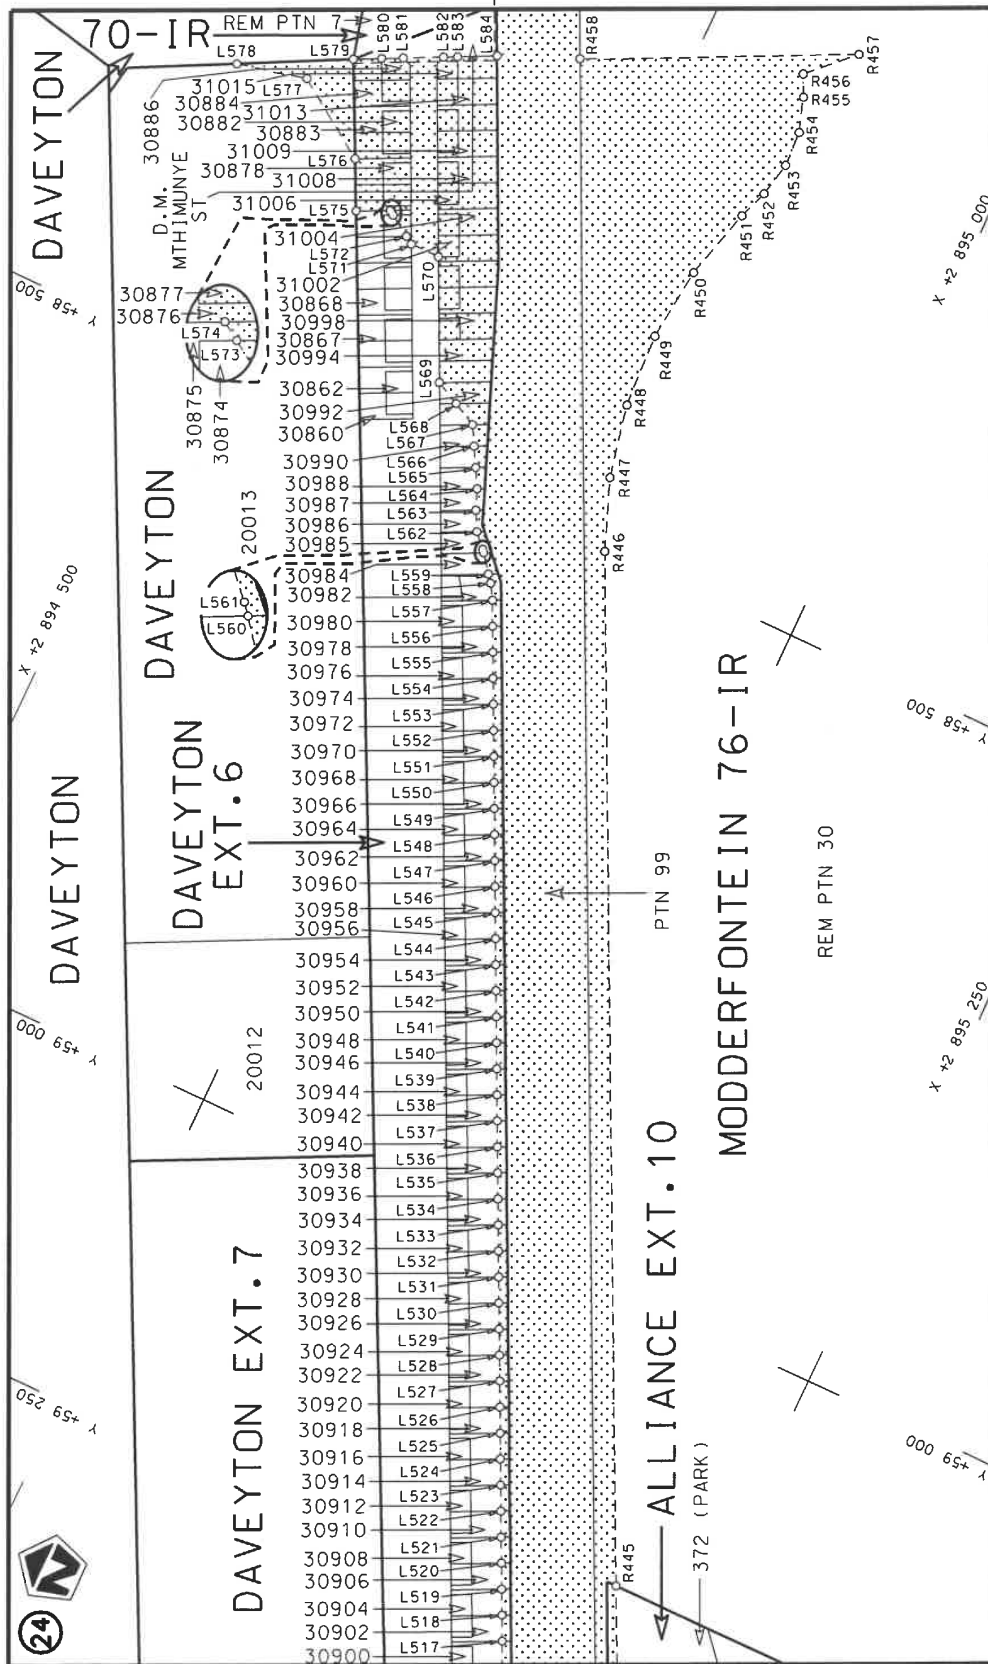 70-IR
REM PTN 7
L580
L581
L582
L583
L584
R458
R457
L578
L579
DAVEYTON
30886
31015
L577
30884
31013
30882
30883
31009
L576
30878
31008
31006
L575
D.M.
MTHIMUNYE
ST
R456
R455
R454
R453
R452
R451
R450
R449
R448
R447
R446
X +2 895 000
Y +58 500
30877
30876
L574
L573
30875
30874
31004
L572
L571
31002
L570
30868
30998
30867
30994
L569
30862
30992
30860
L568
L567
30990
L566
30988
L565
30987
L564
30986
L563
30985
L562
30984
L559
30982
L558
DAVEYTON
20013
L561
L560
X +2 894 500
L557
30980
L556
30978
L555
30976
L554
30974
L553
30972
L552
30970
L551
30968
L550
30966
L549
30964
L548
30962
L547
30960
L546
30958
L545
30956
L544
30954
L543
30952
L542
30950
L541
30948
L540
30946
L539
30944
L538
30942
L537
30940
L536
30938
L535
30936
L534
30934
L533
30932
L532
30930
L531
30928
L530
30926
L529
30924
L528
30922
L527
30920
L526
30918
L525
30916
L524
30914
L523
30912
L522
30910
L521
30908
L520
30906
L519
30904
L518
30902
L517
30900
DAVEYTON
EXT.6
DAVEYTON
Y +59 000
20012
DAVEYTON EXT.7
Y +59 250
24
N
PTN 99
MODDERFONTEIN 76-IR
REM PTN 30
Y +58 500
X +2 895 250
ALLIANCE EXT.10
372 (PARK)
R445
Y +59 000